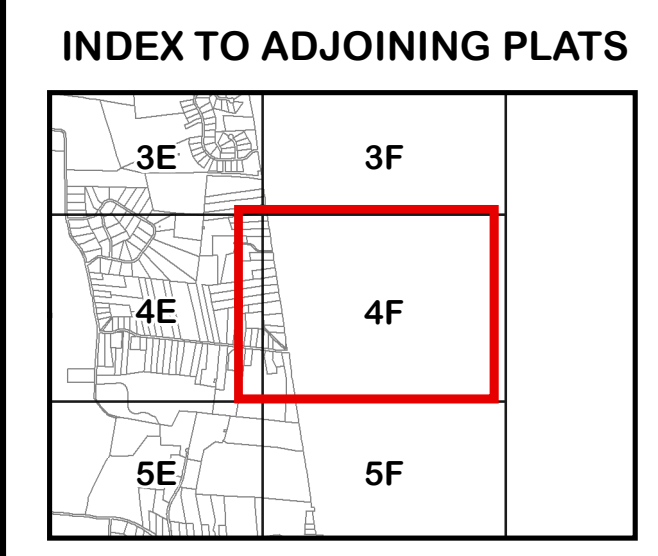 INDEX TO ADJOINING PLATS
3E 3F
4E 4F
5E 5F